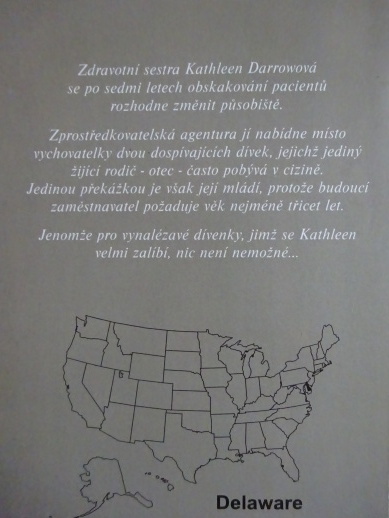 Zdravotní sestra Kathleen Darrowová
se po sedmi letech obskakování pacientů
rozhodne změnit působiště.
Zprostředkovatelská agentura jí nabídne místo
vychovatelky dvou dospívajících dívek, jejichž jediný
žijící rodič - otec - často pobývá v cizině.
Jedinou překážkou je však její mládí, protože budoucí
zaměstnavatel požaduje věk nejméně třicet let.
Jenomže pro vynalézavé dívenky, jimž se Kathleen
velmi zalíbí, nic není nemožné...
Delaware